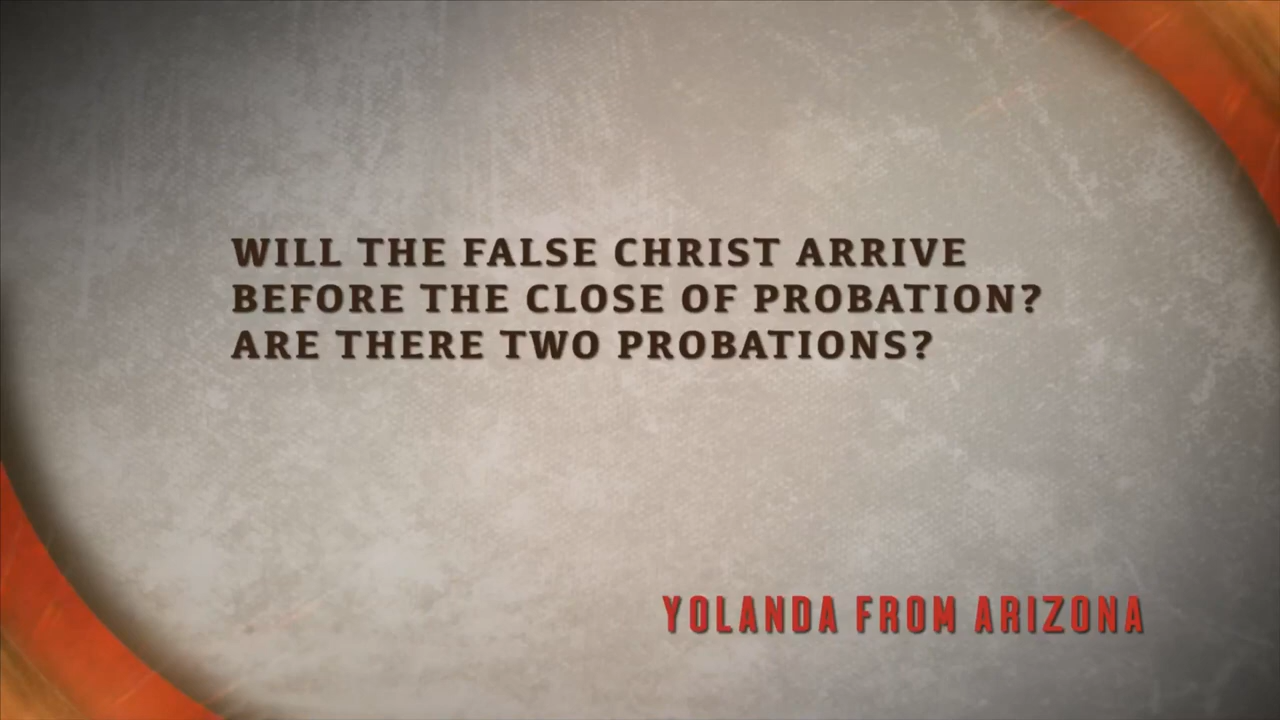 WILL THE FALSE CHRIST ARRIVE
BEFORE THE CLOSE OF PROBATION?
ARE THERE TWO PROBATIONS?
YOLANDA FROM ARIZONA